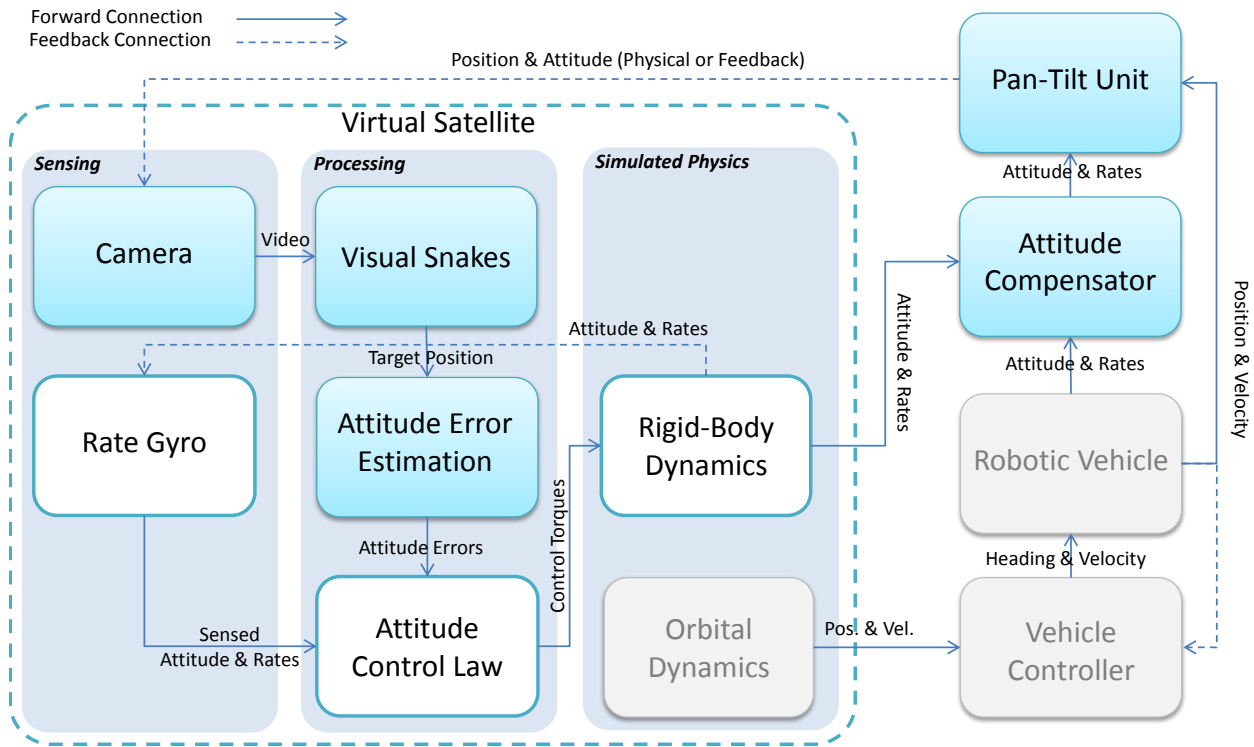 Forward Connection
Feedback Connection
Position & Attitude (Physical or Feedback)
Pan-Tilt Unit
Virtual Satellite
Sensing
Processing
Simulated Physics
Attitude & Rates
Camera
Video
Visual Snakes
Attitude
Compensator
Attitude & Rates
Position & Velocity
Attitude & Rates
Target Position
Attitude & Rates
Rate Gyro
Attitude Error
Estimation
Rigid-Body
Dynamics
Robotic Vehicle
Control Torques
Attitude Errors
Heading & Velocity
Sensed
Attitude & Rates
Attitude
Control Law
Orbital
Dynamics
Pos. & Vel.
Vehicle
Controller